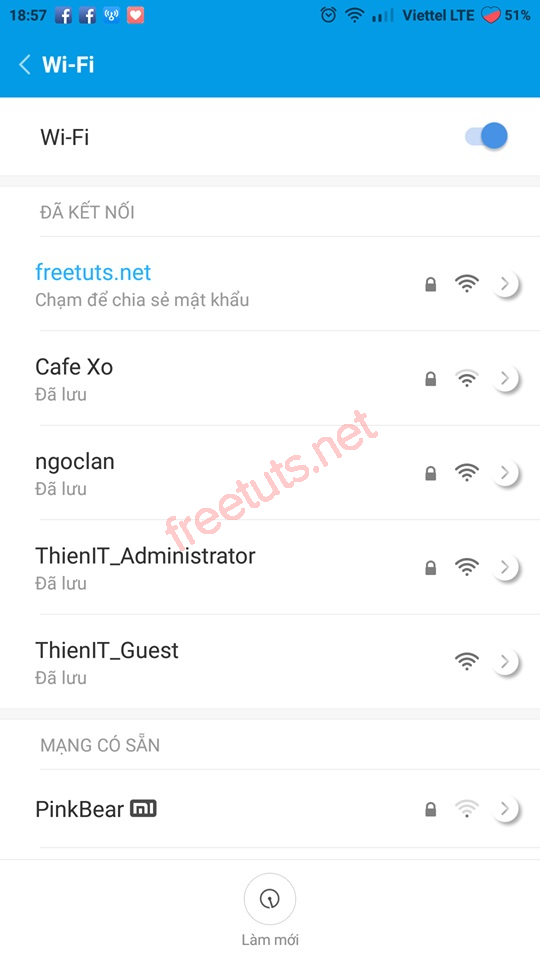 18:57 Viettel LTE 51%
Wi-Fi
Wi-Fi
ĐÃ KẾT NỐI
freetuts.net
Chạm để chia sẻ mật khẩu
Cafe Xo
Đã lưu
ngoclan
Đã lưu
freetuts.net
ThienIT_Administrator
Đã lưu
ThienIT_Guest
Đã lưu
MẠNG CÓ SẴN
PinkBear mi
Làm mới